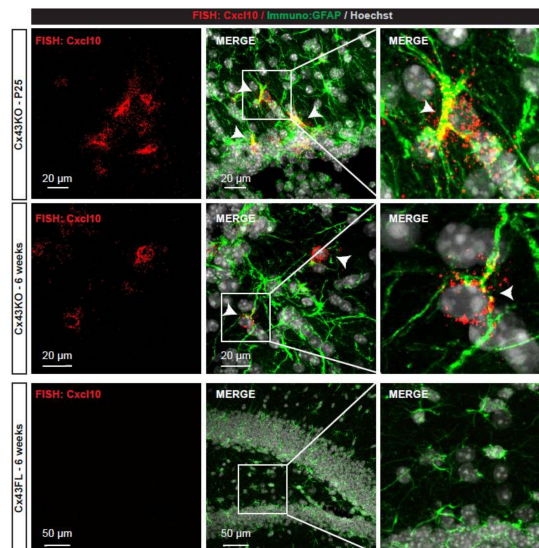 FISH: Cxcl10 / Immuno:GFAP / Hoechst
Cx43KO - P25
FISH: Cxcl10
MERGE
MERGE
20 µm
20 µm
Cx43KO - 6 weeks
FISH: Cxcl10
MERGE
MERGE
20 µm
20 µm
Cx43FL - 6 weeks
FISH: Cxcl10
MERGE
MERGE
50 µm
50 µm